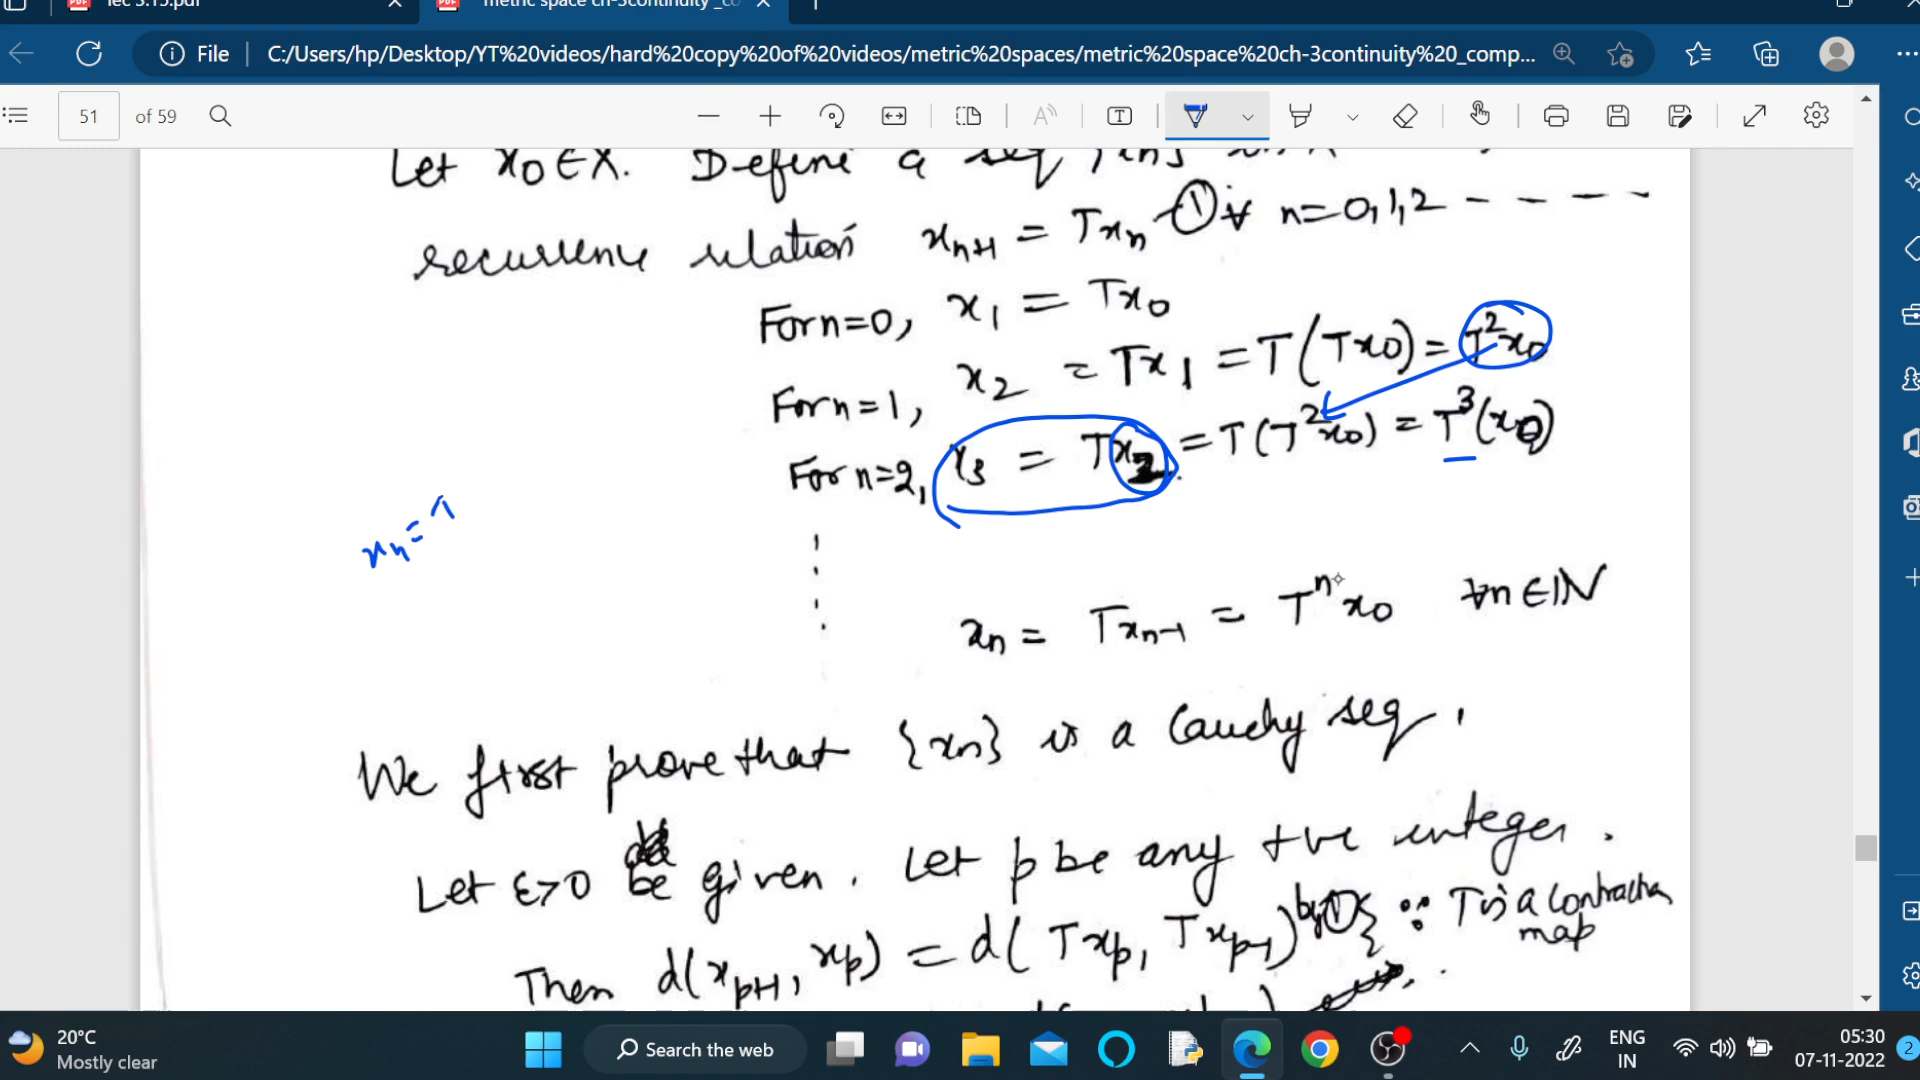 lec 3.15.pdf
metric space ch-3continuity _co
File
C:/Users/hp/Desktop/YT%20videos/hard%20copy%20of%20videos/metric%20spaces/metric%20space%20ch-3continuity%20_comp...
51 of 59
Let x0 ∈ X. Define a seq
recurrence relation xn+1 = Txn -① ∀ n=0,1,2 - - - - -
For n=0, x1 = Tx0
For n=1, x2 = Tx1 = T(Tx0) = T²x0
For n=2, x3 = Tx2 = T(T²x0) = T³(x0)
xn = T
xn = Txn-1 = Tⁿx0 ∀n∈IN
We first prove that {xn} is a Cauchy seq.
Let ε>0 be given. Let p be any +ve integer.
Then d(xp+1, xp) = d(Txp, Txp-1) by ① { ∵ T is a contraction map
20°C
Mostly clear
Search the web
ENG
IN
05:30
07-11-2022
2